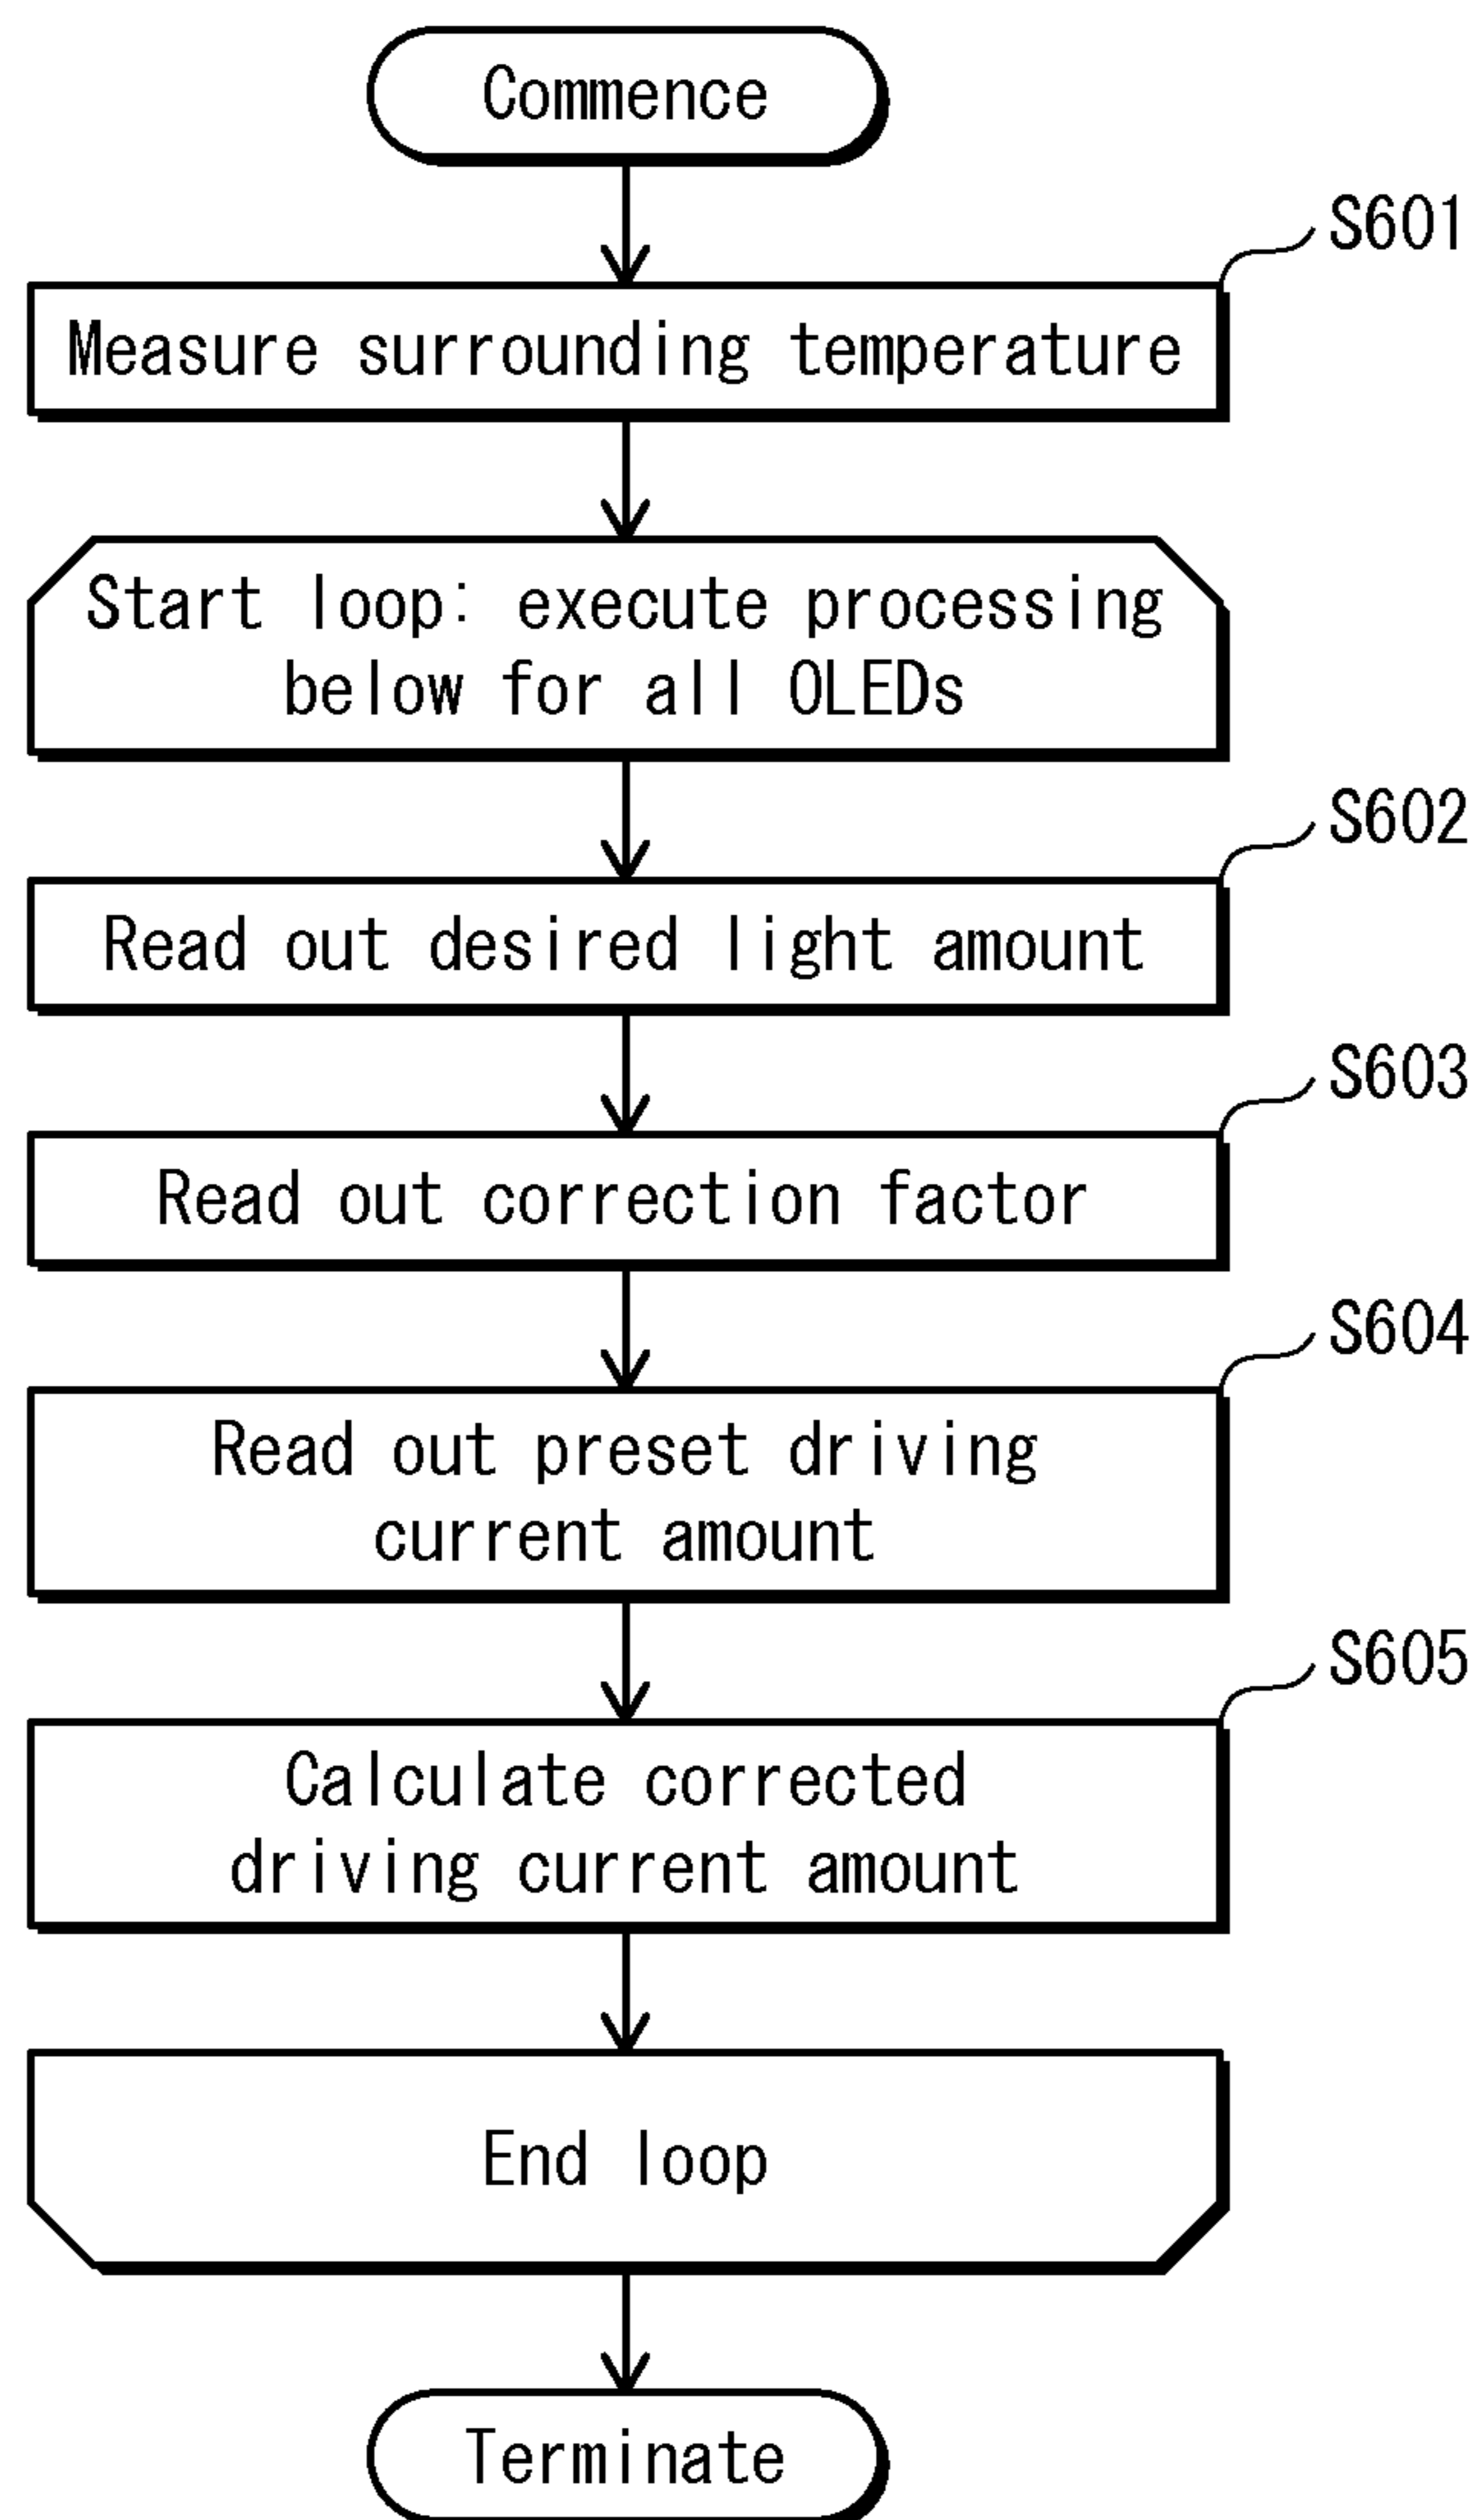 Commence
S601
Measure surrounding temperature
Start loop: execute processing
below for all OLEDs
S602
Read out desired light amount
S603
Read out correction factor
S604
Read out preset driving
current amount
S605
Calculate corrected
driving current amount
End loop
Terminate